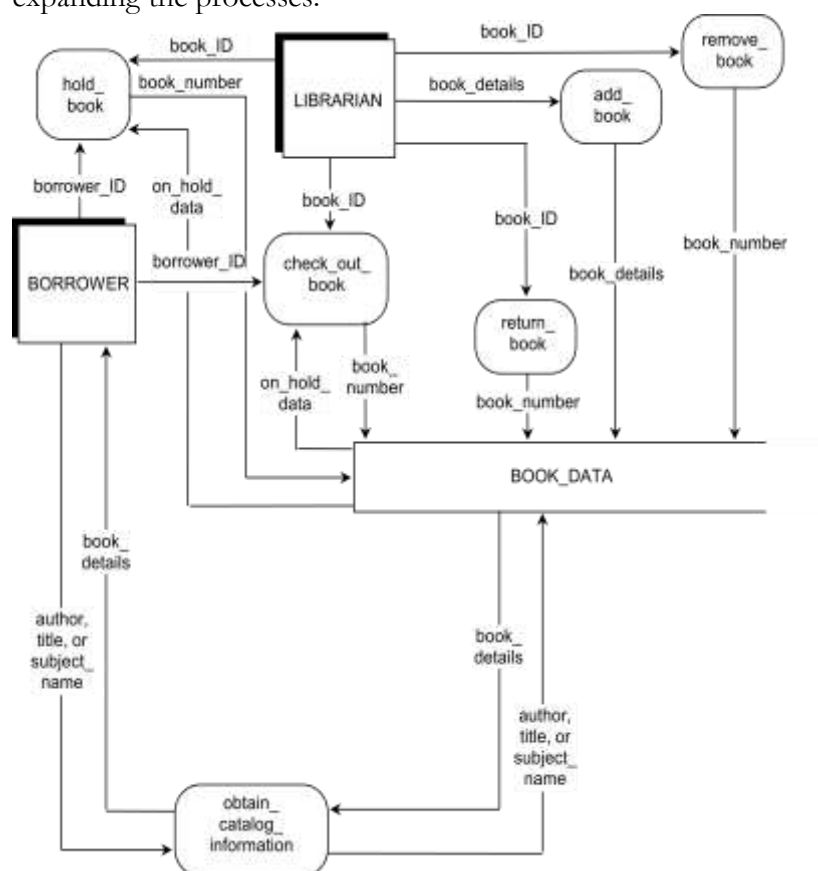 expanding the processes.
book_ID
book_ID
remove_
book
hold_
book
book_number
LIBRARIAN
book_details
add_
book
borrower_ID
on_hold_
data
book_ID
book_ID
book_number
BORROWER
borrower_ID
check_out_
book
book_details
return_
book
on_hold_
data
book_
number
book_number
BOOK_DATA
book_
details
author,
title, or
subject_
name
book_
details
author,
title, or
subject_
name
obtain_
catalog_
information